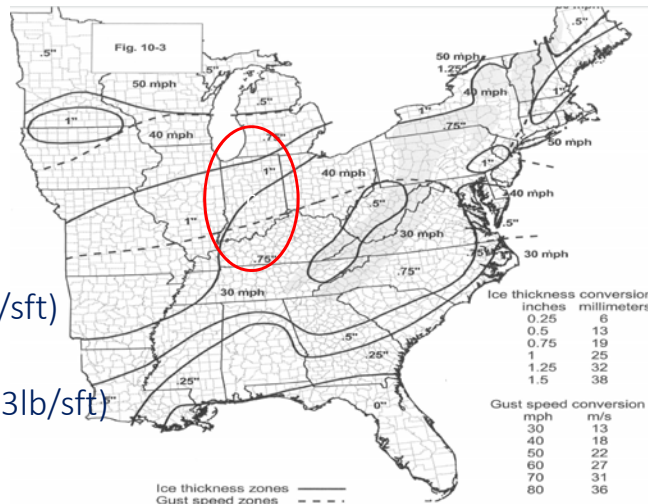 .5"
Fig. 10-3
50 mph
50 mph
1.25"
.5"
40 mph
1"
1"
1"
.5"
40 mph
.75"
.75"
50 mph
1"
1"
40 mph
40 mph
.5"
.5"
1"
30 mph
30 mph
.75"
.75"
.75"
30 mph
/sft)
.5"
.25"
.25"
3lb/sft)
.5"
0"
Ice thickness conversion
inches millimeters
0.25 6
0.5 13
0.75 19
1 25
1.25 32
1.5 38
Gust speed conversion
mph m/s
30 13
40 18
50 22
60 27
70 31
80 36
Ice thickness zones
Gust speed zones